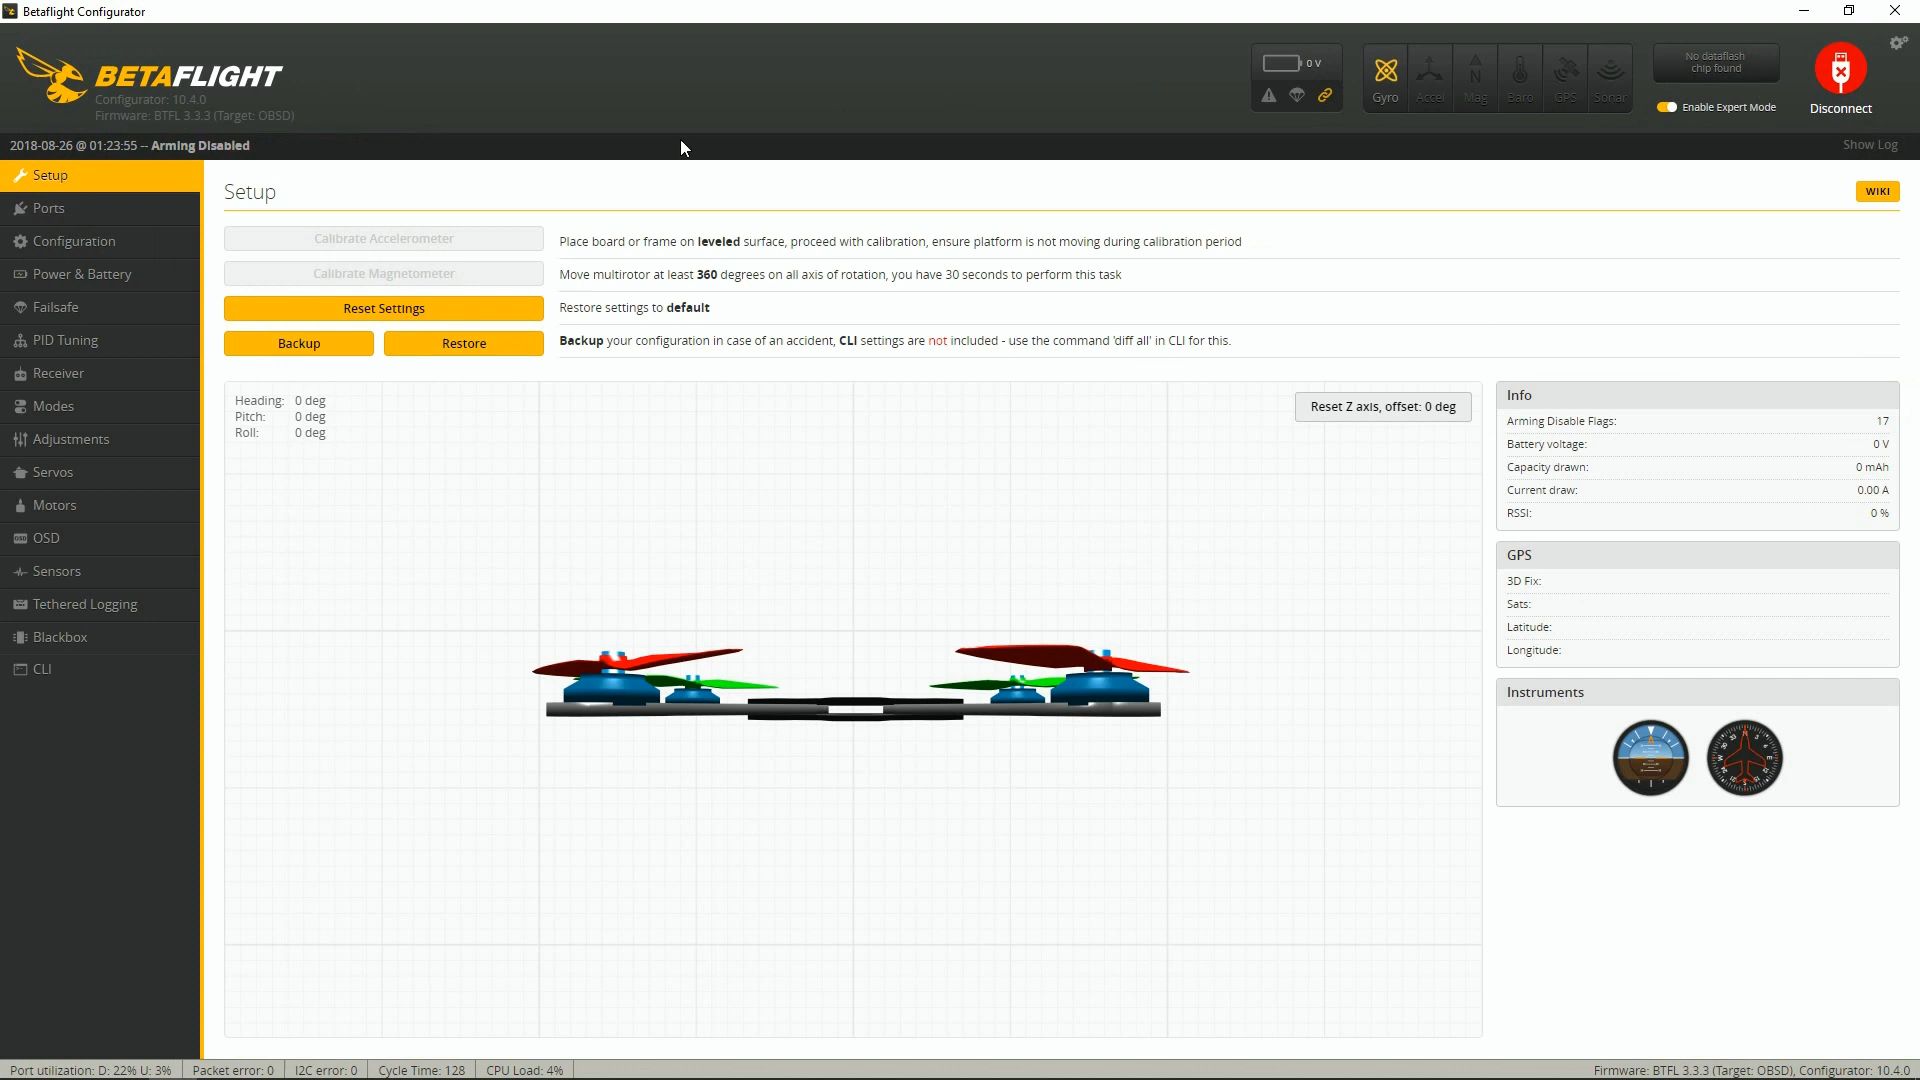 Betaflight Configurator
BETAFLIGHT
Configurator: 10.4.0
Firmware: BTFL 3.3.3 (Target: OBSD)
0 V
Gyro
Accel
Mag
Baro
GPS
Sonar
No dataflash
chip found
Enable Expert Mode
Disconnect
2018-08-26 @ 01:23:55 -- Arming Disabled
Show Log
Setup
Ports
Configuration
Power & Battery
Failsafe
PID Tuning
Receiver
Modes
Adjustments
Servos
Motors
OSD
Sensors
Tethered Logging
Blackbox
CLI
Setup
WIKI
Calibrate Accelerometer
Place board or frame on leveled surface, proceed with calibration, ensure platform is not moving during calibration period
Calibrate Magnetometer
Move multirotor at least 360 degrees on all axis of rotation, you have 30 seconds to perform this task
Reset Settings
Restore settings to default
Backup
Restore
Backup your configuration in case of an accident, CLI settings are not included - use the command 'diff all' in CLI for this.
Heading: 0 deg
Pitch: 0 deg
Roll: 0 deg
Reset Z axis, offset: 0 deg
Info
Arming Disable Flags: 17
Battery voltage: 0 V
Capacity drawn: 0 mAh
Current draw: 0.00 A
RSSI: 0 %
GPS
3D Fix:
Sats:
Latitude:
Longitude:
Instruments
Port utilization: D: 22% U: 3%
Packet error: 0
I2C error: 0
Cycle Time: 128
CPU Load: 4%
Firmware: BTFL 3.3.3 (Target: OBSD), Configurator: 10.4.0